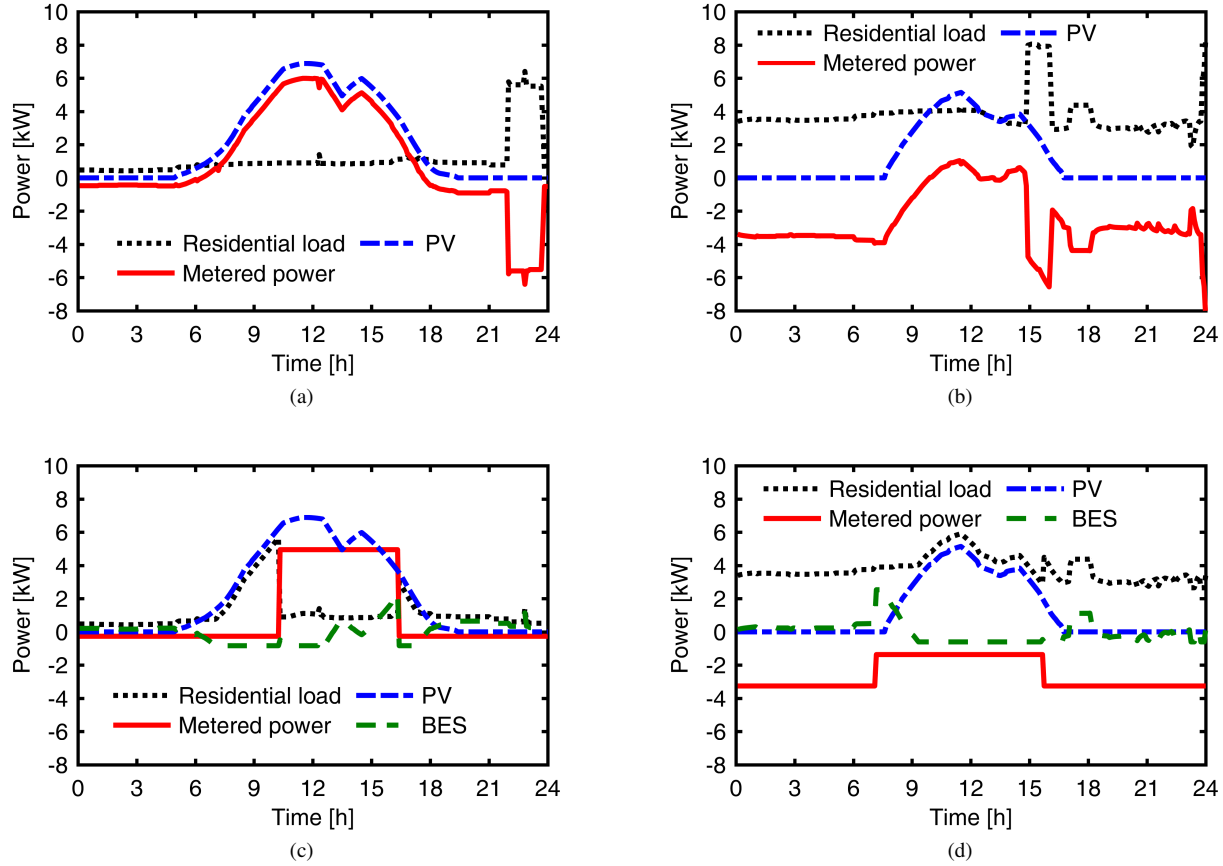 10
8
6
4
2
0
-2
-4
-6
-8
Power [kW]
Residential load PV
Metered power
0 3 6 9 12 15 18 21 24
Time [h]
(a)
10
8
6
4
2
0
-2
-4
-6
-8
Power [kW]
Residential load PV
Metered power
0 3 6 9 12 15 18 21 24
Time [h]
(b)
10
8
6
4
2
0
-2
-4
-6
-8
Power [kW]
Residential load PV
Metered power BES
0 3 6 9 12 15 18 21 24
Time [h]
(c)
10
8
6
4
2
0
-2
-4
-6
-8
Power [kW]
Residential load PV
Metered power BES
0 3 6 9 12 15 18 21 24
Time [h]
(d)